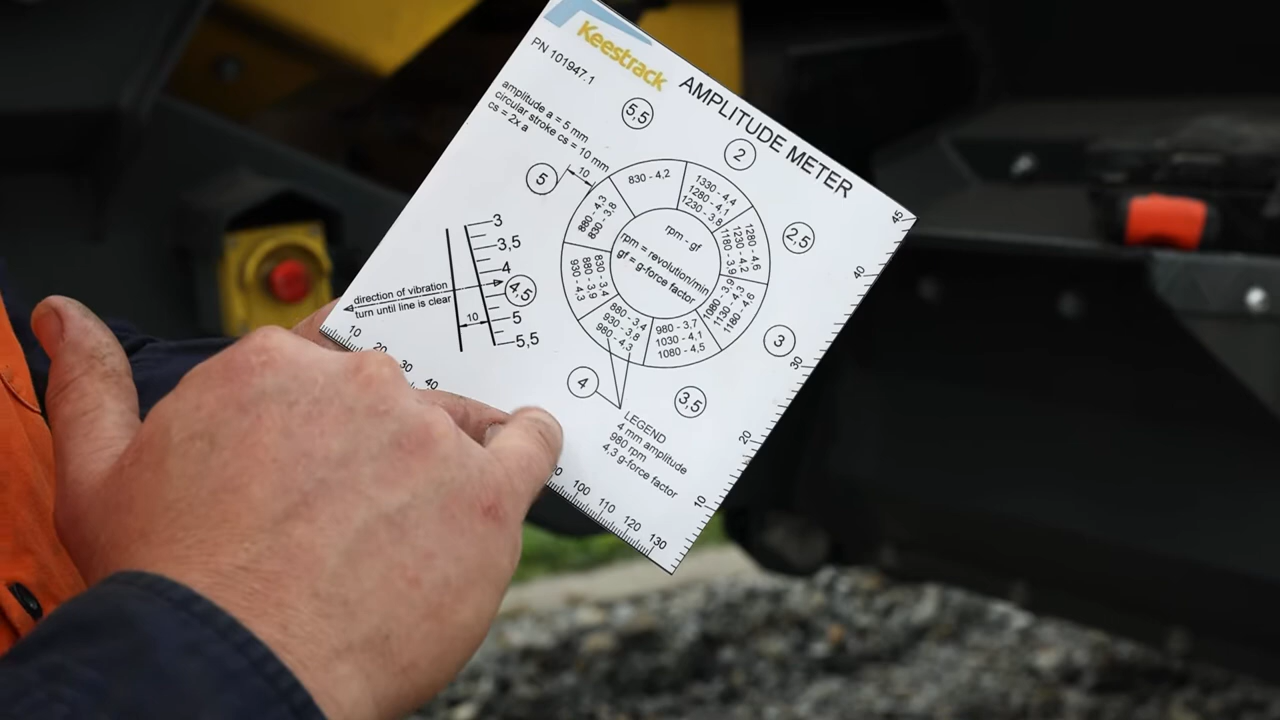 Keestrack
PN 101947.1
AMPLITUDE METER
amplitude a = 5 mm
circular stroke cs = 10 mm
cs = 2x a
10
5,5
2
2,5
3
3,5
4
4,5
5
830 - 4,2
1330 - 4,4
1280 - 4,1
1230 - 3,8
1280 - 4,6
1230 - 4,2
1180 - 3,9
1080 - 3,9
1130 - 4,3
1180 - 4,6
980 - 3,7
1030 - 4,1
1080 - 4,5
880 - 3,4
930 - 3,8
980 - 4,3
830 - 3,4
880 - 3,9
930 - 4,3
880 - 4,3
830 - 3,8
rpm - gf
rpm = revolution/min
gf = g-force factor
3
3,5
4
5
5,5
direction of vibration
turn until line is clear
10
LEGEND
4 mm amplitude
980 rpm
4,3 g-force factor
45
40
30
20
10
10
20
30
40
100
110
120
130